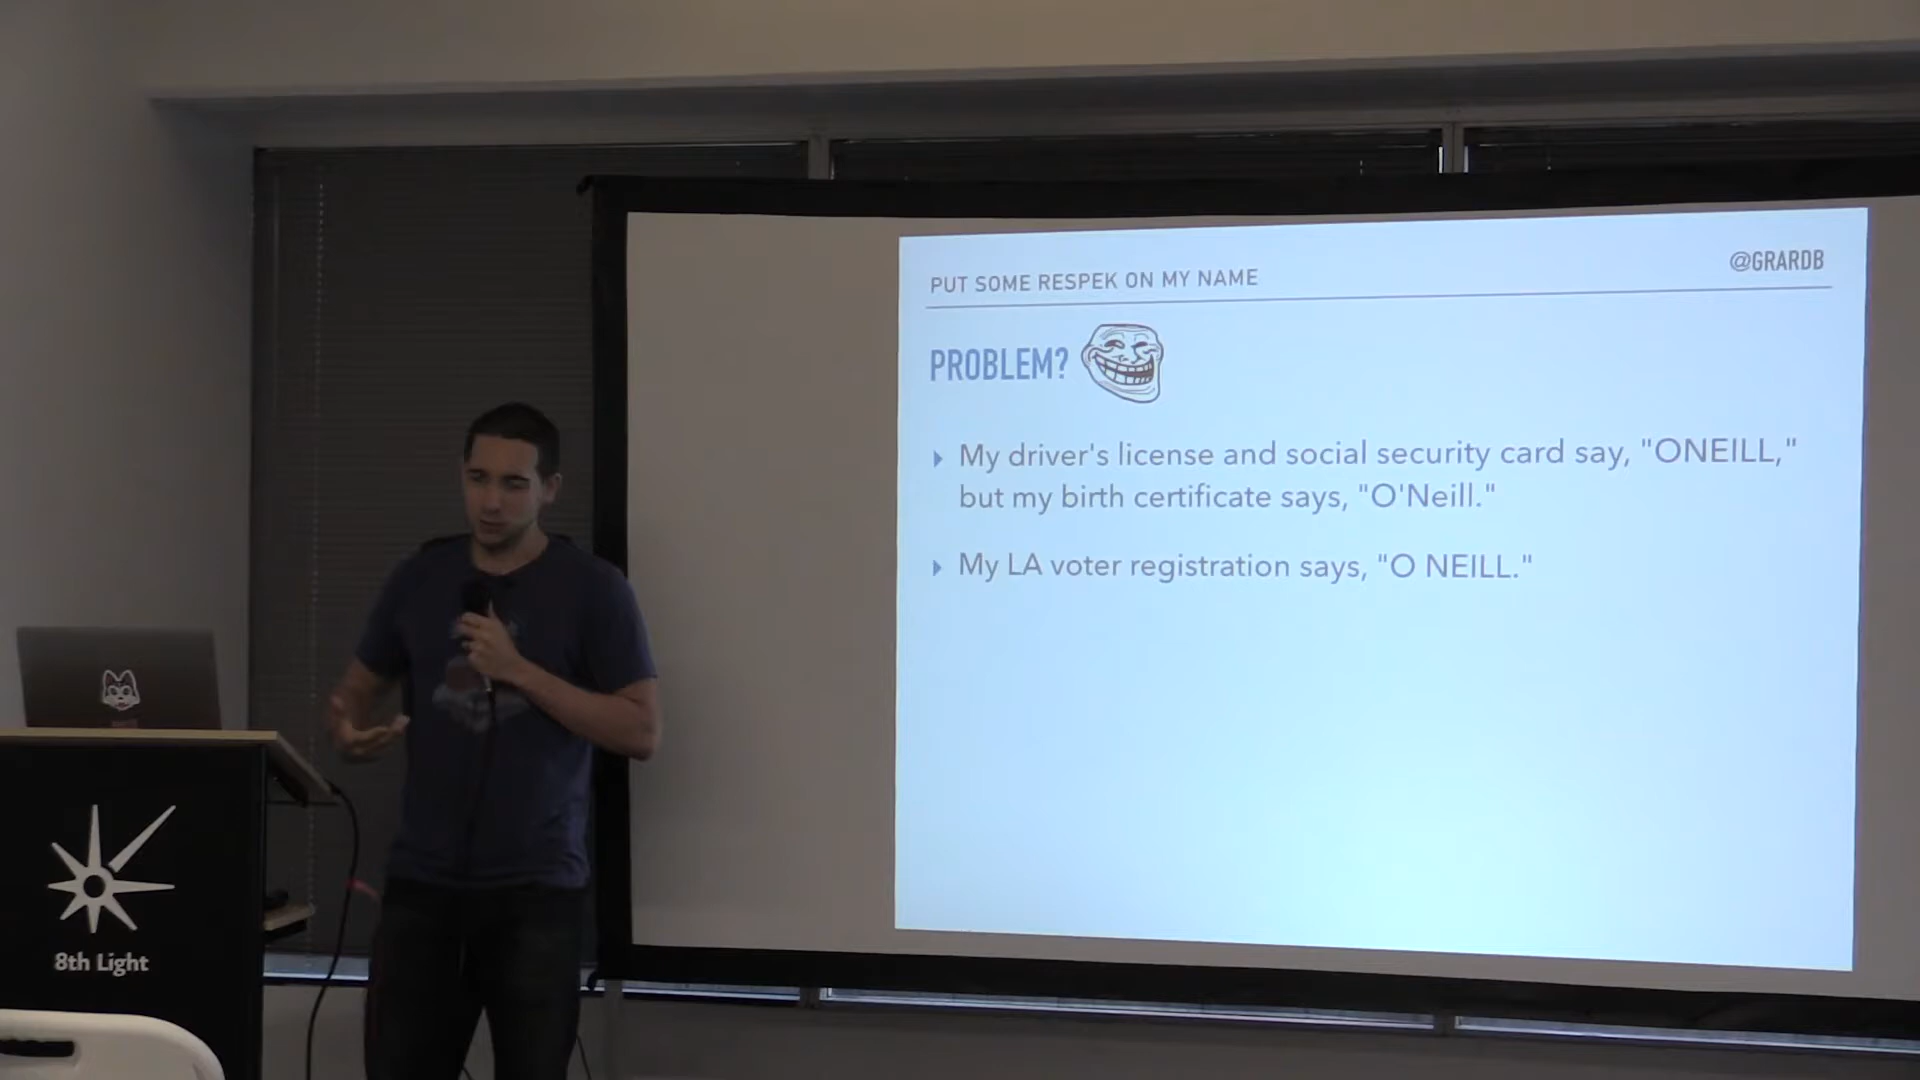 PUT SOME RESPEK ON MY NAME
@GRARDB
PROBLEM?
My driver's license and social security card say, "ONEILL,"
but my birth certificate says, "O'Neill."
My LA voter registration says, "O NEILL."
8th Light